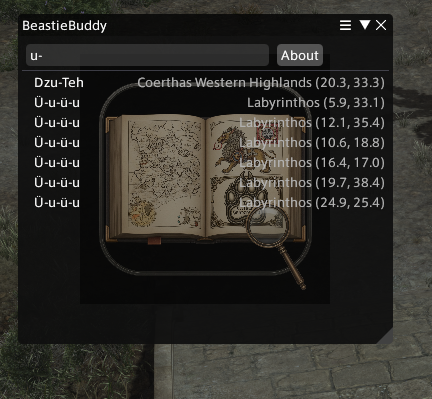 BeastieBuddy
u- About
Dzu-Teh Coerthas Western Highlands (20.3, 33.3)
Ü-u-ü-u Labyrinthos (5.9, 33.1)
Ü-u-ü-u Labyrinthos (12.1, 35.4)
Ü-u-ü-u Labyrinthos (10.6, 18.8)
Ü-u-ü-u Labyrinthos (16.4, 17.0)
Ü-u-ü-u Labyrinthos (19.7, 38.4)
Ü-u-ü-u Labyrinthos (24.9, 25.4)